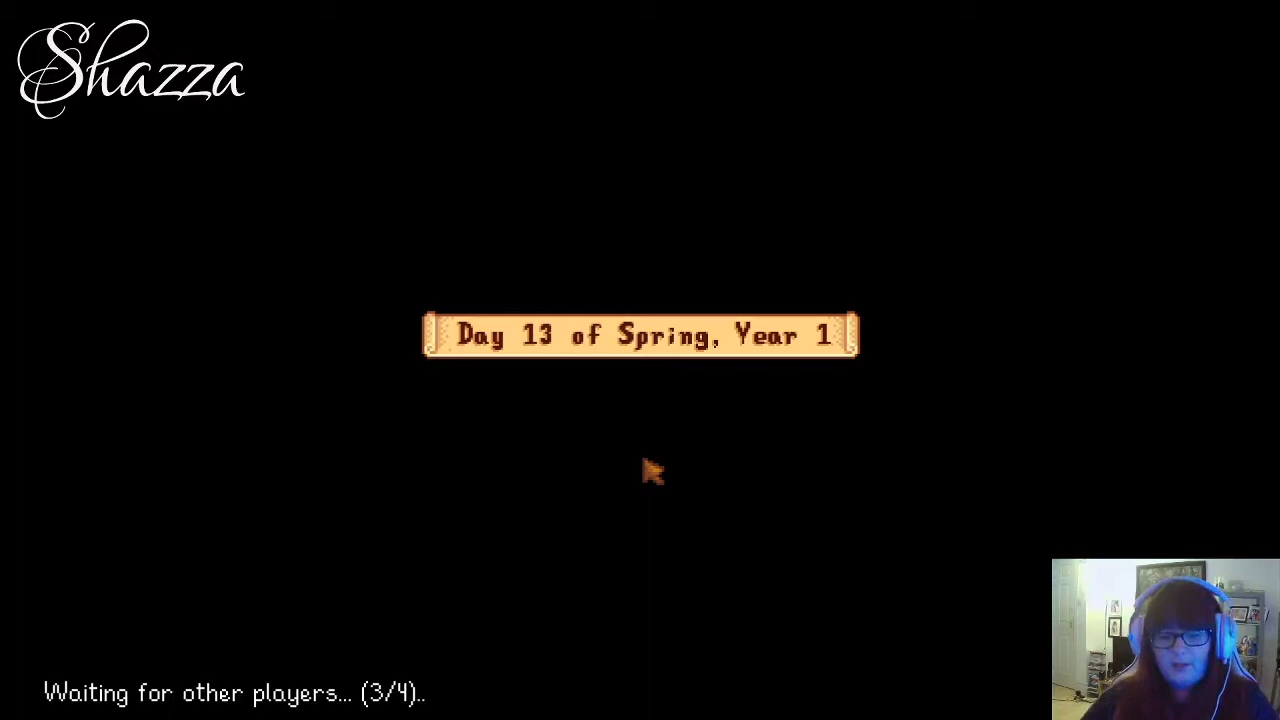 Shazza
Day 13 of Spring, Year 1
Waiting for other players... (3/4)..